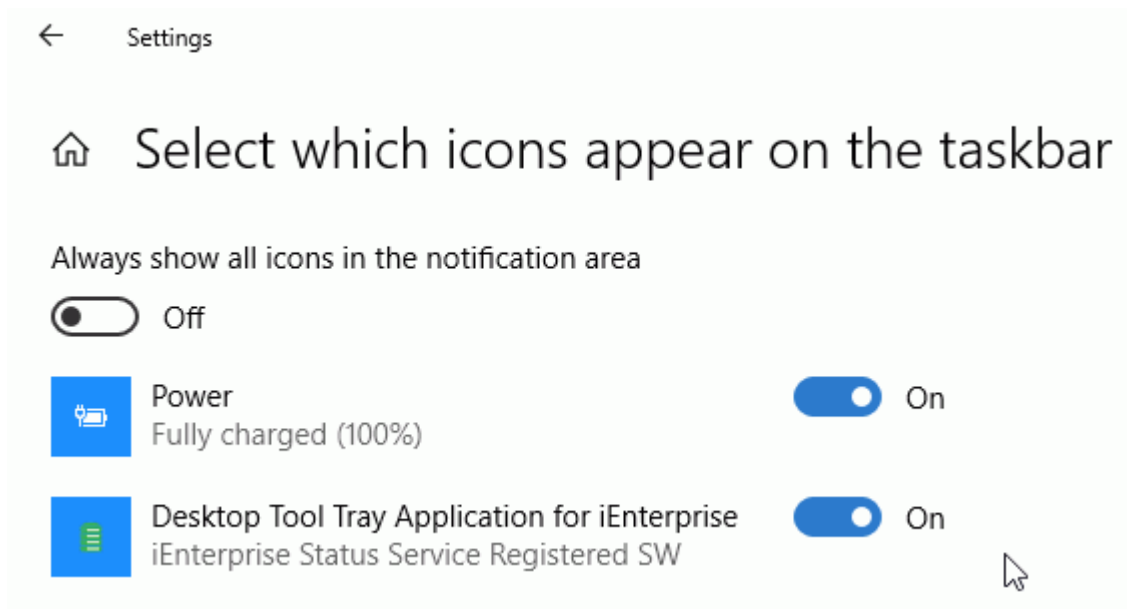 Settings
Select which icons appear on the taskbar
Always show all icons in the notification area
Off
Power
On
Fully charged (100%)
Desktop Tool Tray Application for iEnterprise
On
iEnterprise Status Service Registered SW